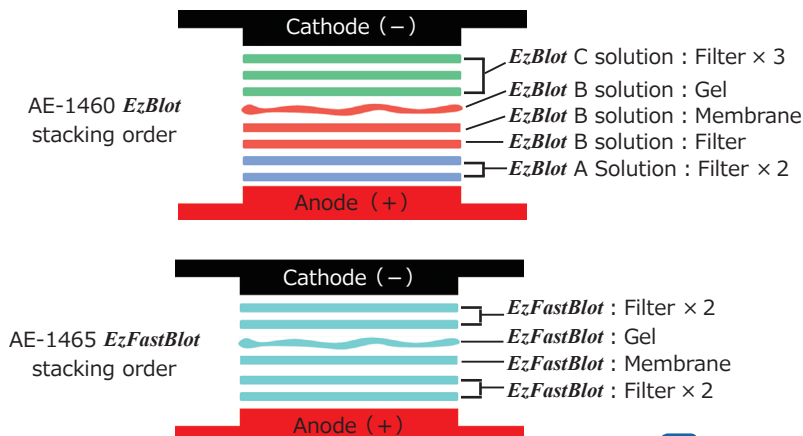 Cathode（−）
EzBlot C solution : Filter × 3
EzBlot B solution : Gel
AE-1460 EzBlot
stacking order
EzBlot B solution : Membrane
EzBlot B solution : Filter
EzBlot A Solution : Filter × 2
Anode（+）
Cathode（−）
EzFastBlot : Filter × 2
EzFastBlot : Gel
AE-1465 EzFastBlot
stacking order
EzFastBlot : Membrane
EzFastBlot : Filter × 2
Anode（+）